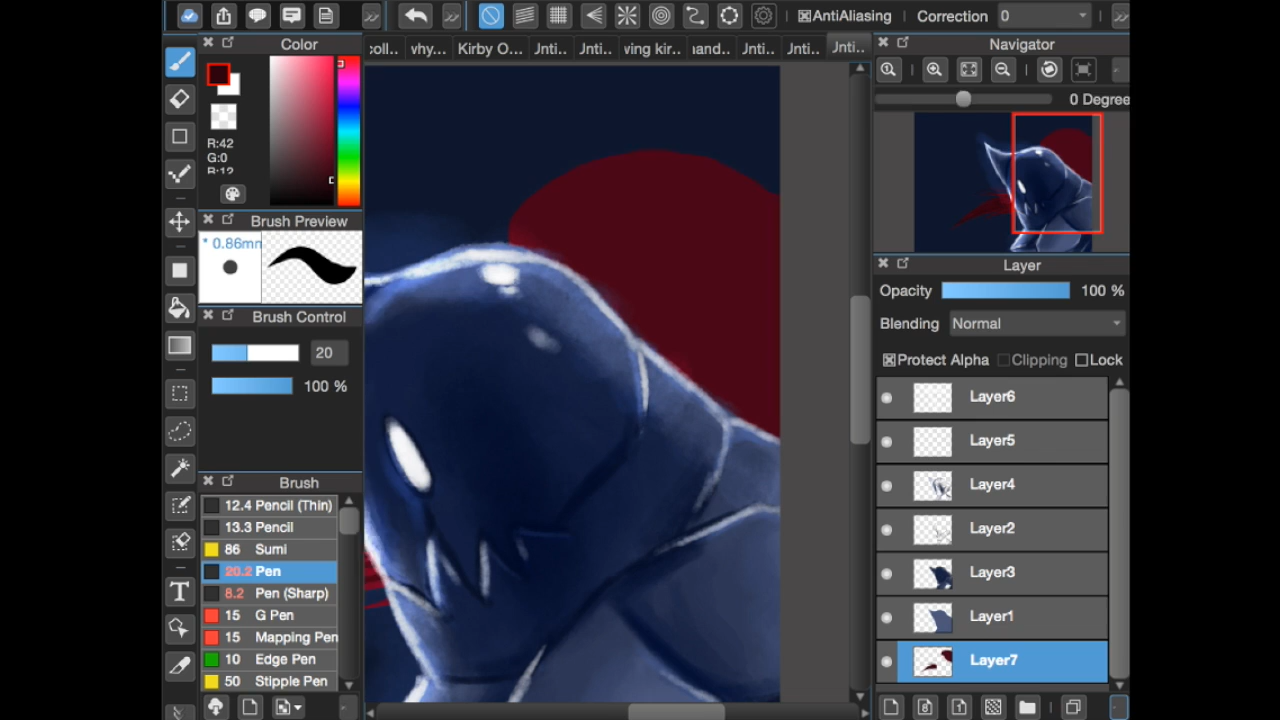 AntiAliasing
Correction 0
Color
coll..
vhy...
Kirby O...
Jnti..
Jnti..
ving kir..
Jnti..
Jnti..
Jnti..
Navigator
0 Degree
R:42
G:0
B:12
Brush Preview
* 0.86mm
Brush Control
20
100 %
Layer
Opacity 100 %
Blending Normal
Protect Alpha Clipping Lock
Layer6
Layer5
Layer4
Layer2
Layer3
Layer1
Layer7
Brush
12.4 Pencil (Thin)
13.3 Pencil
86 Sumi
20.2 Pen
8.2 Pen (Sharp)
15 G Pen
15 Mapping Pen
10 Edge Pen
50 Stipple Pen
T